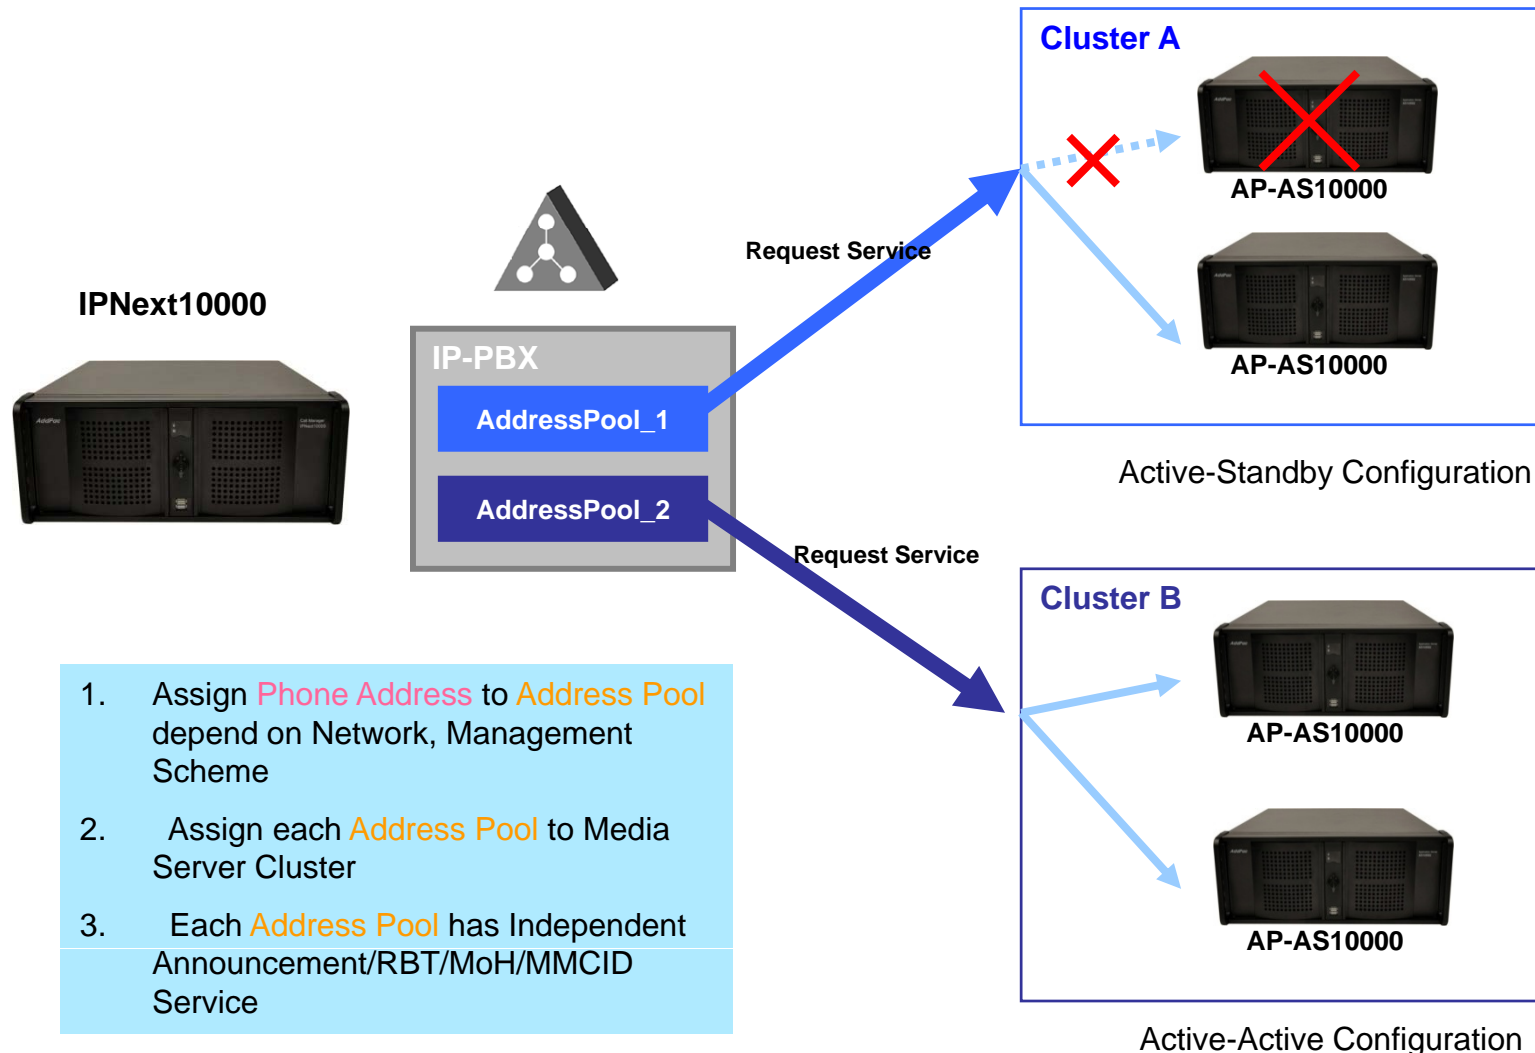 Cluster A
AP-AS10000
Request Service
IPNext10000
IP-PBX
AP-AS10000
AddressPool_1
Active-Standby Configuration
AddressPool_2
Request Service
Cluster B
AP-AS10000
1. Assign Phone Address to Address Pool
depend on Network, Management
Scheme
2. Assign each Address Pool to Media
Server Cluster
3. Each Address Pool has Independent
Announcement/RBT/MoH/MMCID
Service
AP-AS10000
Active-Active Configuration
AddPac